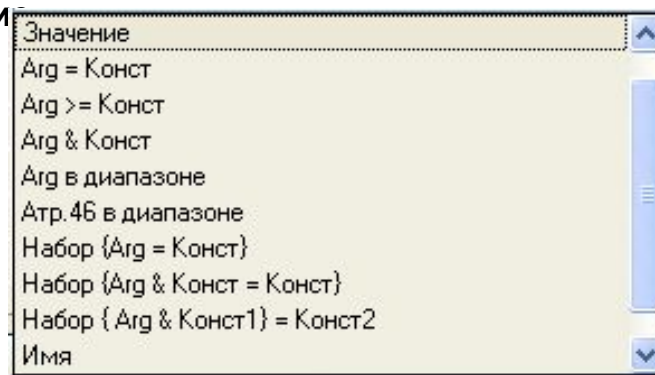 Значение
Arg = Конст
Arg >= Конст
Arg & Конст
Arg в диапазоне
Атр.46 в диапазоне
Набор {Arg = Конст}
Набор {Arg & Конст = Конст}
Набор { Arg & Конст1} = Конст2
Имя